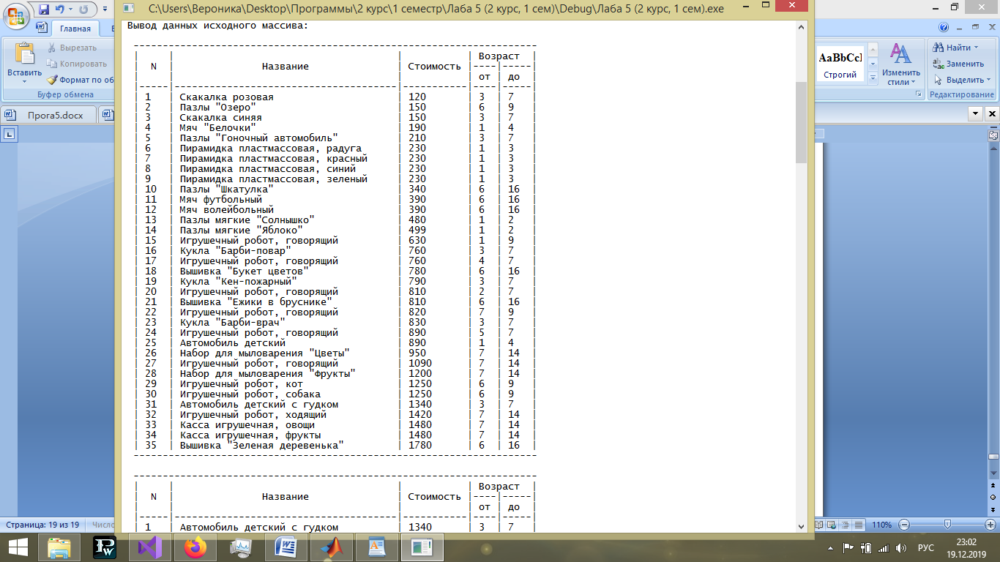 C:\Users\Вероника\Desktop\Программы\2 курс\1 семестр\Лаба 5 (2 курс, 1 сем)\Debug\Лаба 5 (2 курс, 1 сем).exe
Главная
Вставить
Вырезать
Копировать
Формат по об
Буфер обмена
Прога5.docx
AaBbCcl
Строгий
Изменить стили
Найти
Заменить
Выделить
Редактирование
Вывод данных исходного массива:
N Название Стоимость Возраст
от до
1 Скакалка розовая 120 3 7
2 Пазлы "Озеро" 150 6 9
3 Скакалка синяя 150 3 7
4 Мяч "Белочки" 190 1 4
5 Пазлы "Гоночный автомобиль" 210 3 7
6 Пирамидка пластмассовая, радуга 230 1 3
7 Пирамидка пластмассовая, красный 230 1 3
8 Пирамидка пластмассовая, синий 230 1 3
9 Пирамидка пластмассовая, зеленый 230 1 3
10 Пазлы "Шкатулка" 340 6 16
11 Мяч футбольный 390 6 16
12 Мяч волейбольный 390 6 16
13 Пазлы мягкие "Солнышко" 480 1 2
14 Пазлы мягкие "Яблоко" 499 1 2
15 Игрушечный робот, говорящий 630 1 9
16 Кукла "Барби-повар" 760 3 7
17 Игрушечный робот, говорящий 760 4 7
18 Вышивка "Букет цветов" 780 6 16
19 Кукла "Кен-пожарный" 790 3 7
20 Игрушечный робот, говорящий 810 2 7
21 Вышивка "Ежики в бруснике" 810 6 16
22 Игрушечный робот, говорящий 820 7 9
23 Кукла "Барби-врач" 830 3 7
24 Игрушечный робот, говорящий 890 5 7
25 Автомобиль детский 890 1 4
26 Набор для мыловарения "Цветы" 950 7 14
27 Игрушечный робот, говорящий 1090 7 14
28 Набор для мыловарения "Фрукты" 1200 7 14
29 Игрушечный робот, кот 1250 6 9
30 Игрушечный робот, собака 1250 6 9
31 Автомобиль детский с гудком 1340 3 7
32 Игрушечный робот, ходящий 1420 7 14
33 Касса игрушечная, овощи 1480 7 14
34 Касса игрушечная, фрукты 1480 7 14
35 Вышивка "Зеленая деревенька" 1780 6 16
N Название Стоимость Возраст
от до
1 Автомобиль детский с гудком 1340 3 7
Страница: 19 из 19
Число
110%
РУС
23:02
19.12.2019